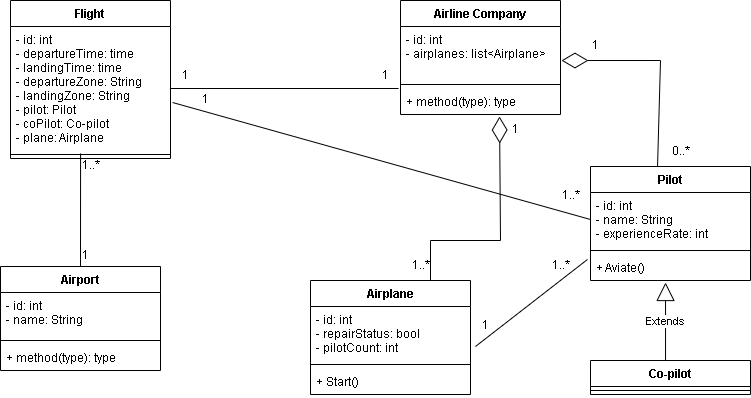 Flight
- id: int
- departureTime: time
- landingTime: time
- departureZone: String
- landingZone: String
- pilot: Pilot
- coPilot: Co-pilot
- plane: Airplane
Airline Company
- id: int
- airplanes: list<Airplane>
+ method(type): type
1
1
1
1
1
0..*
1..*
1..*
1
1..*
1..*
1
Pilot
- id: int
- name: String
- experienceRate: int
+ Aviate()
Airport
- id: int
- name: String
+ method(type): type
Airplane
- id: int
- repairStatus: bool
- pilotCount: int
+ Start()
Extends
Co-pilot